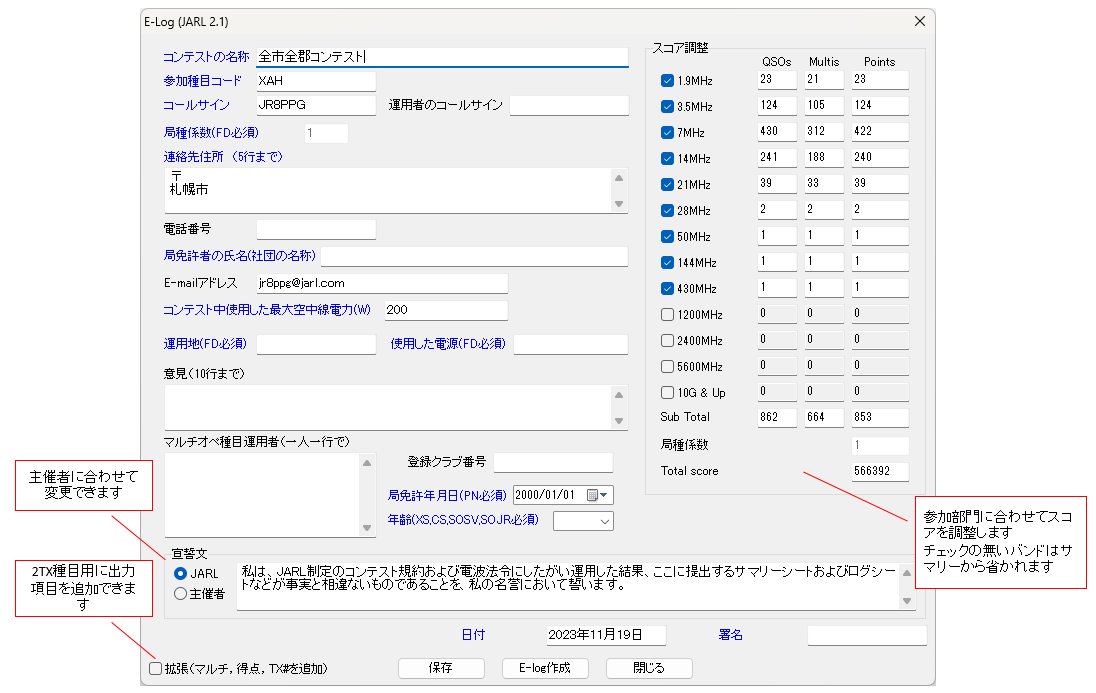 E-Log (JARL 2.1)
コンテストの名称 全市全郡コンテスト
参加種目コード XAH
コールサイン JR8PPG 運用者のコールサイン
局種係数(FD必須) 1
連絡先住所 (5行まで)
〒
札幌市
電話番号
局免許者の氏名(社団の名称)
E-mailアドレス jr8ppg@jarl.com
コンテスト中使用した最大空中線電力(W) 200
運用地(FD必須) 使用した電源(FD必須)
意見(10行まで)
マルチオペ種目運用者(一人一行で)
登録クラブ番号
局免許年月日(PN必須) 2000/01/01
年齢(XS,CS,SOSV,SOJR必須)
スコア調整
QSOs Multis Points
1.9MHz 23 21 23
3.5MHz 124 105 124
7MHz 430 312 422
14MHz 241 188 240
21MHz 39 33 39
28MHz 2 2 2
50MHz 1 1 1
144MHz 1 1 1
430MHz 1 1 1
1200MHz 0 0 0
2400MHz 0 0 0
5600MHz 0 0 0
10G & Up 0 0 0
Sub Total 862 664 853
局種係数 1
Total score 566392
主催者に合わせて
変更できます
参加部門に合わせてスコ
アを調整します
チェックの無いバンドはサ
マリーから省かれます
宣誓文
JARL
主催者
私は、JARL制定のコンテスト規約および電波法令にしたがい運用した結果、ここに提出するサマリーシートおよびログシー
トなどが事実と相違ないものであることを、私の名誉において誓います。
2TX種目用に出力
項目を追加できま
す
日付 2023年11月19日 署名
拡張(マルチ, 得点, TX#を追加) 保存 E-log作成 閉じる